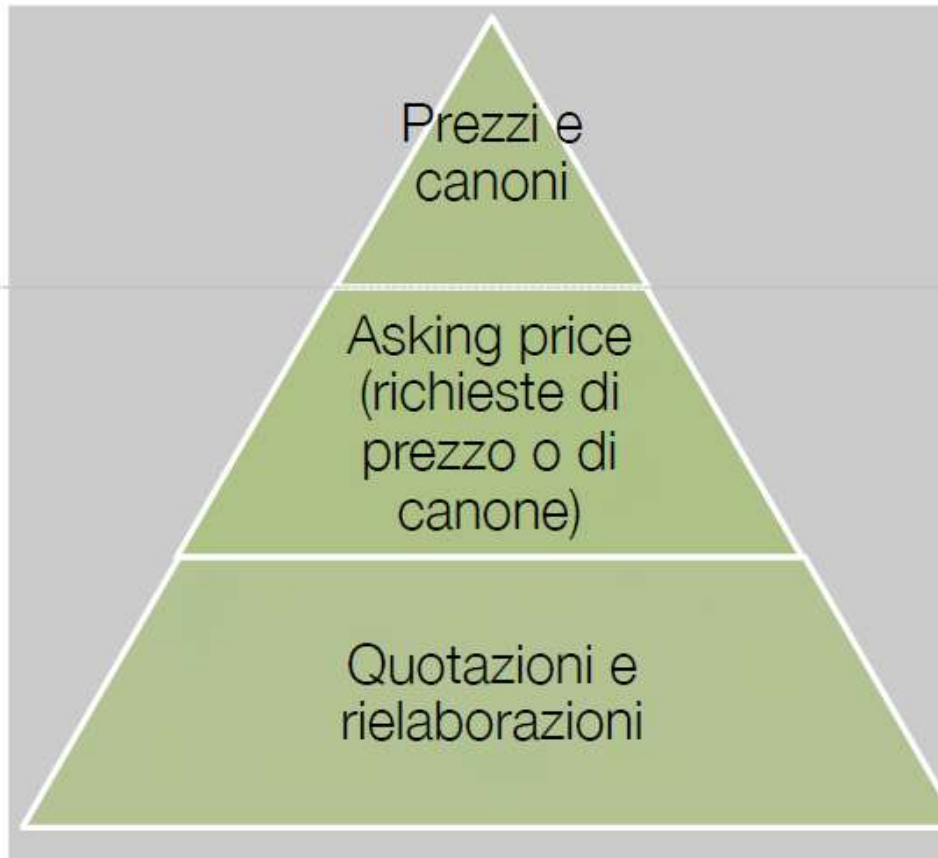 Prezzi e
canoni
Asking price
(richieste di
prezzo o di
canone)
Quotazioni e
rielaborazioni